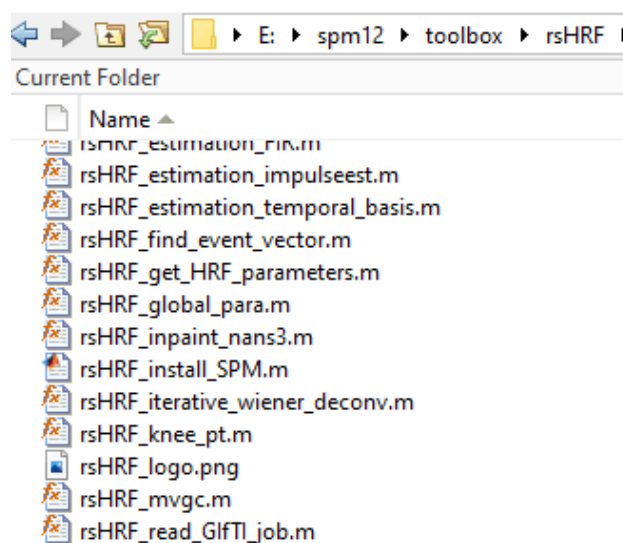 E: spm12 toolbox rsHRF
Current Folder
Name
rsHRF_estimation_FIR.m
rsHRF_estimation_impulseest.m
rsHRF_estimation_temporal_basis.m
rsHRF_find_event_vector.m
rsHRF_get_HRF_parameters.m
rsHRF_global_para.m
rsHRF_inpaint_nans3.m
rsHRF_install_SPM.m
rsHRF_iterative_wiener_deconv.m
rsHRF_knee_pt.m
rsHRF_logo.png
rsHRF_mvgc.m
rsHRF_read_GIfTI_job.m